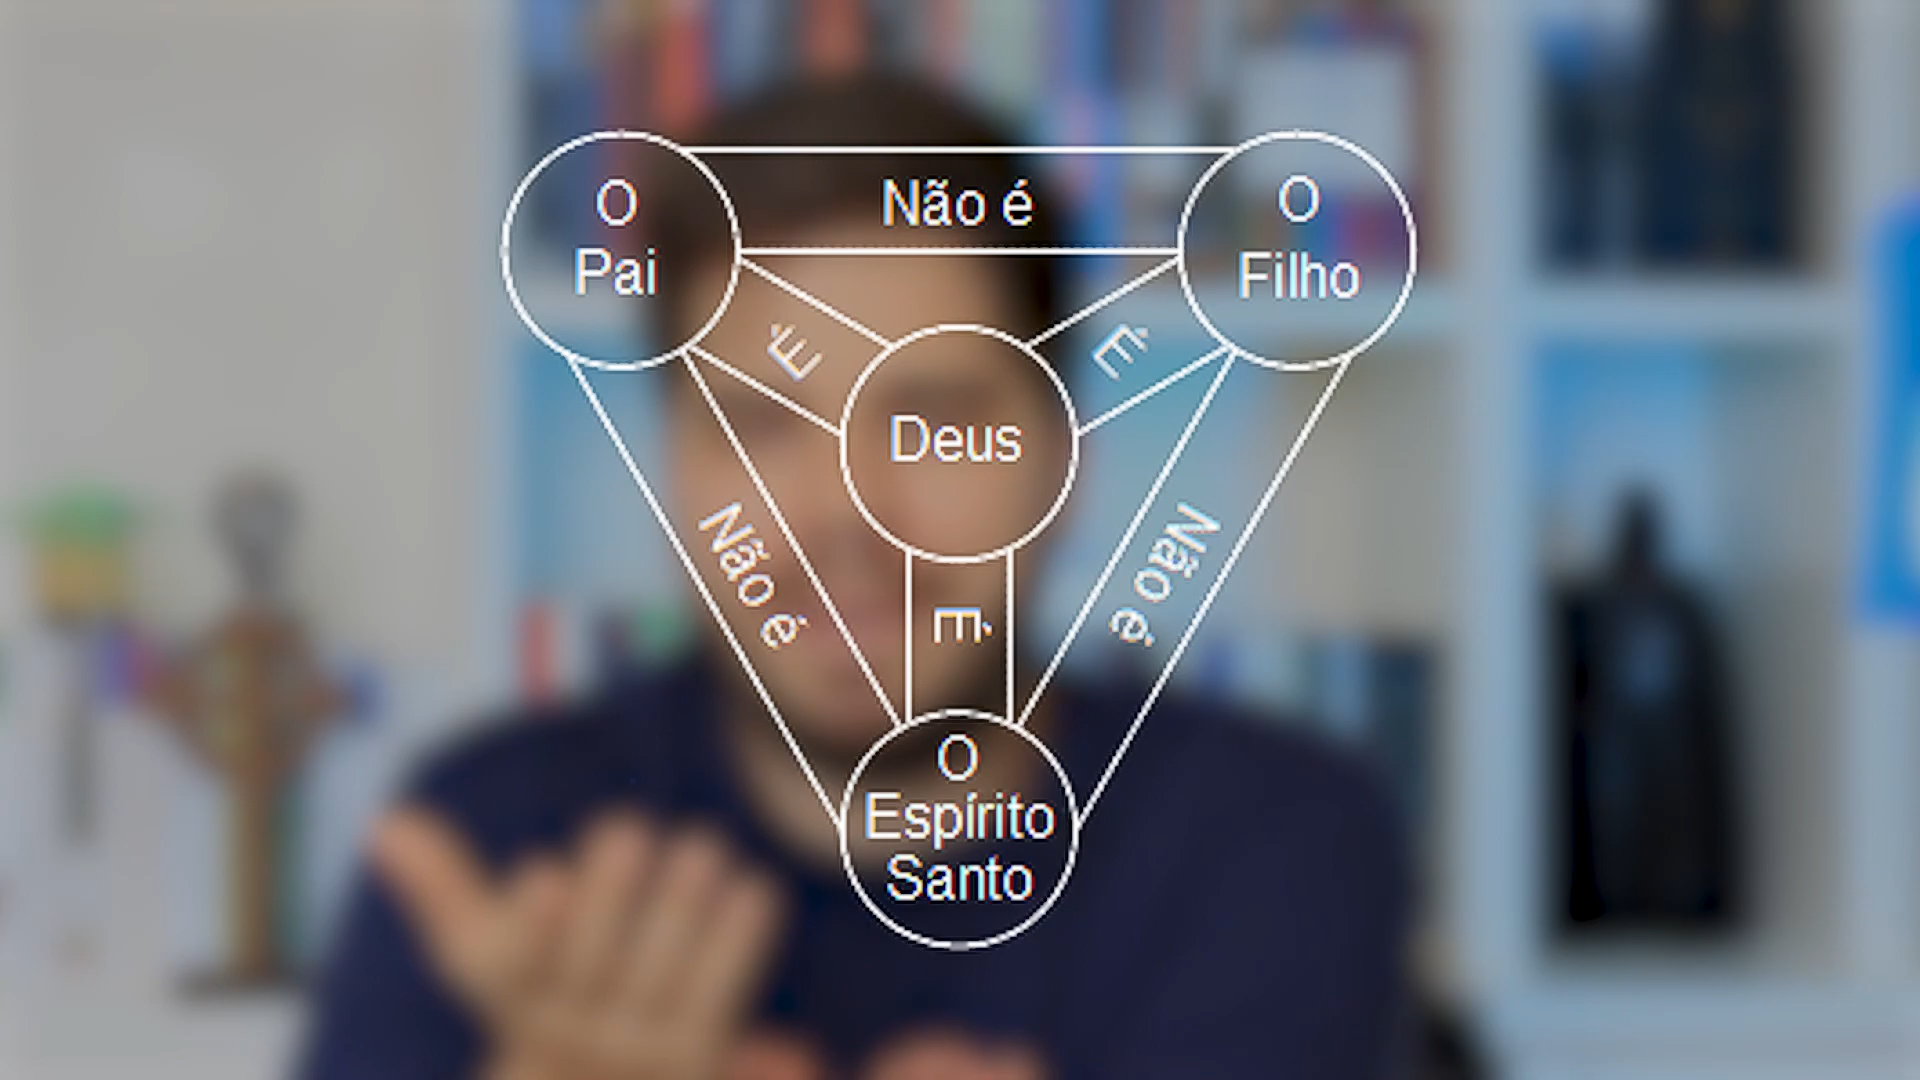 O
Pai
Não é
O
Filho
É
É
Deus
Não é
É
Não é
O
Espírito
Santo